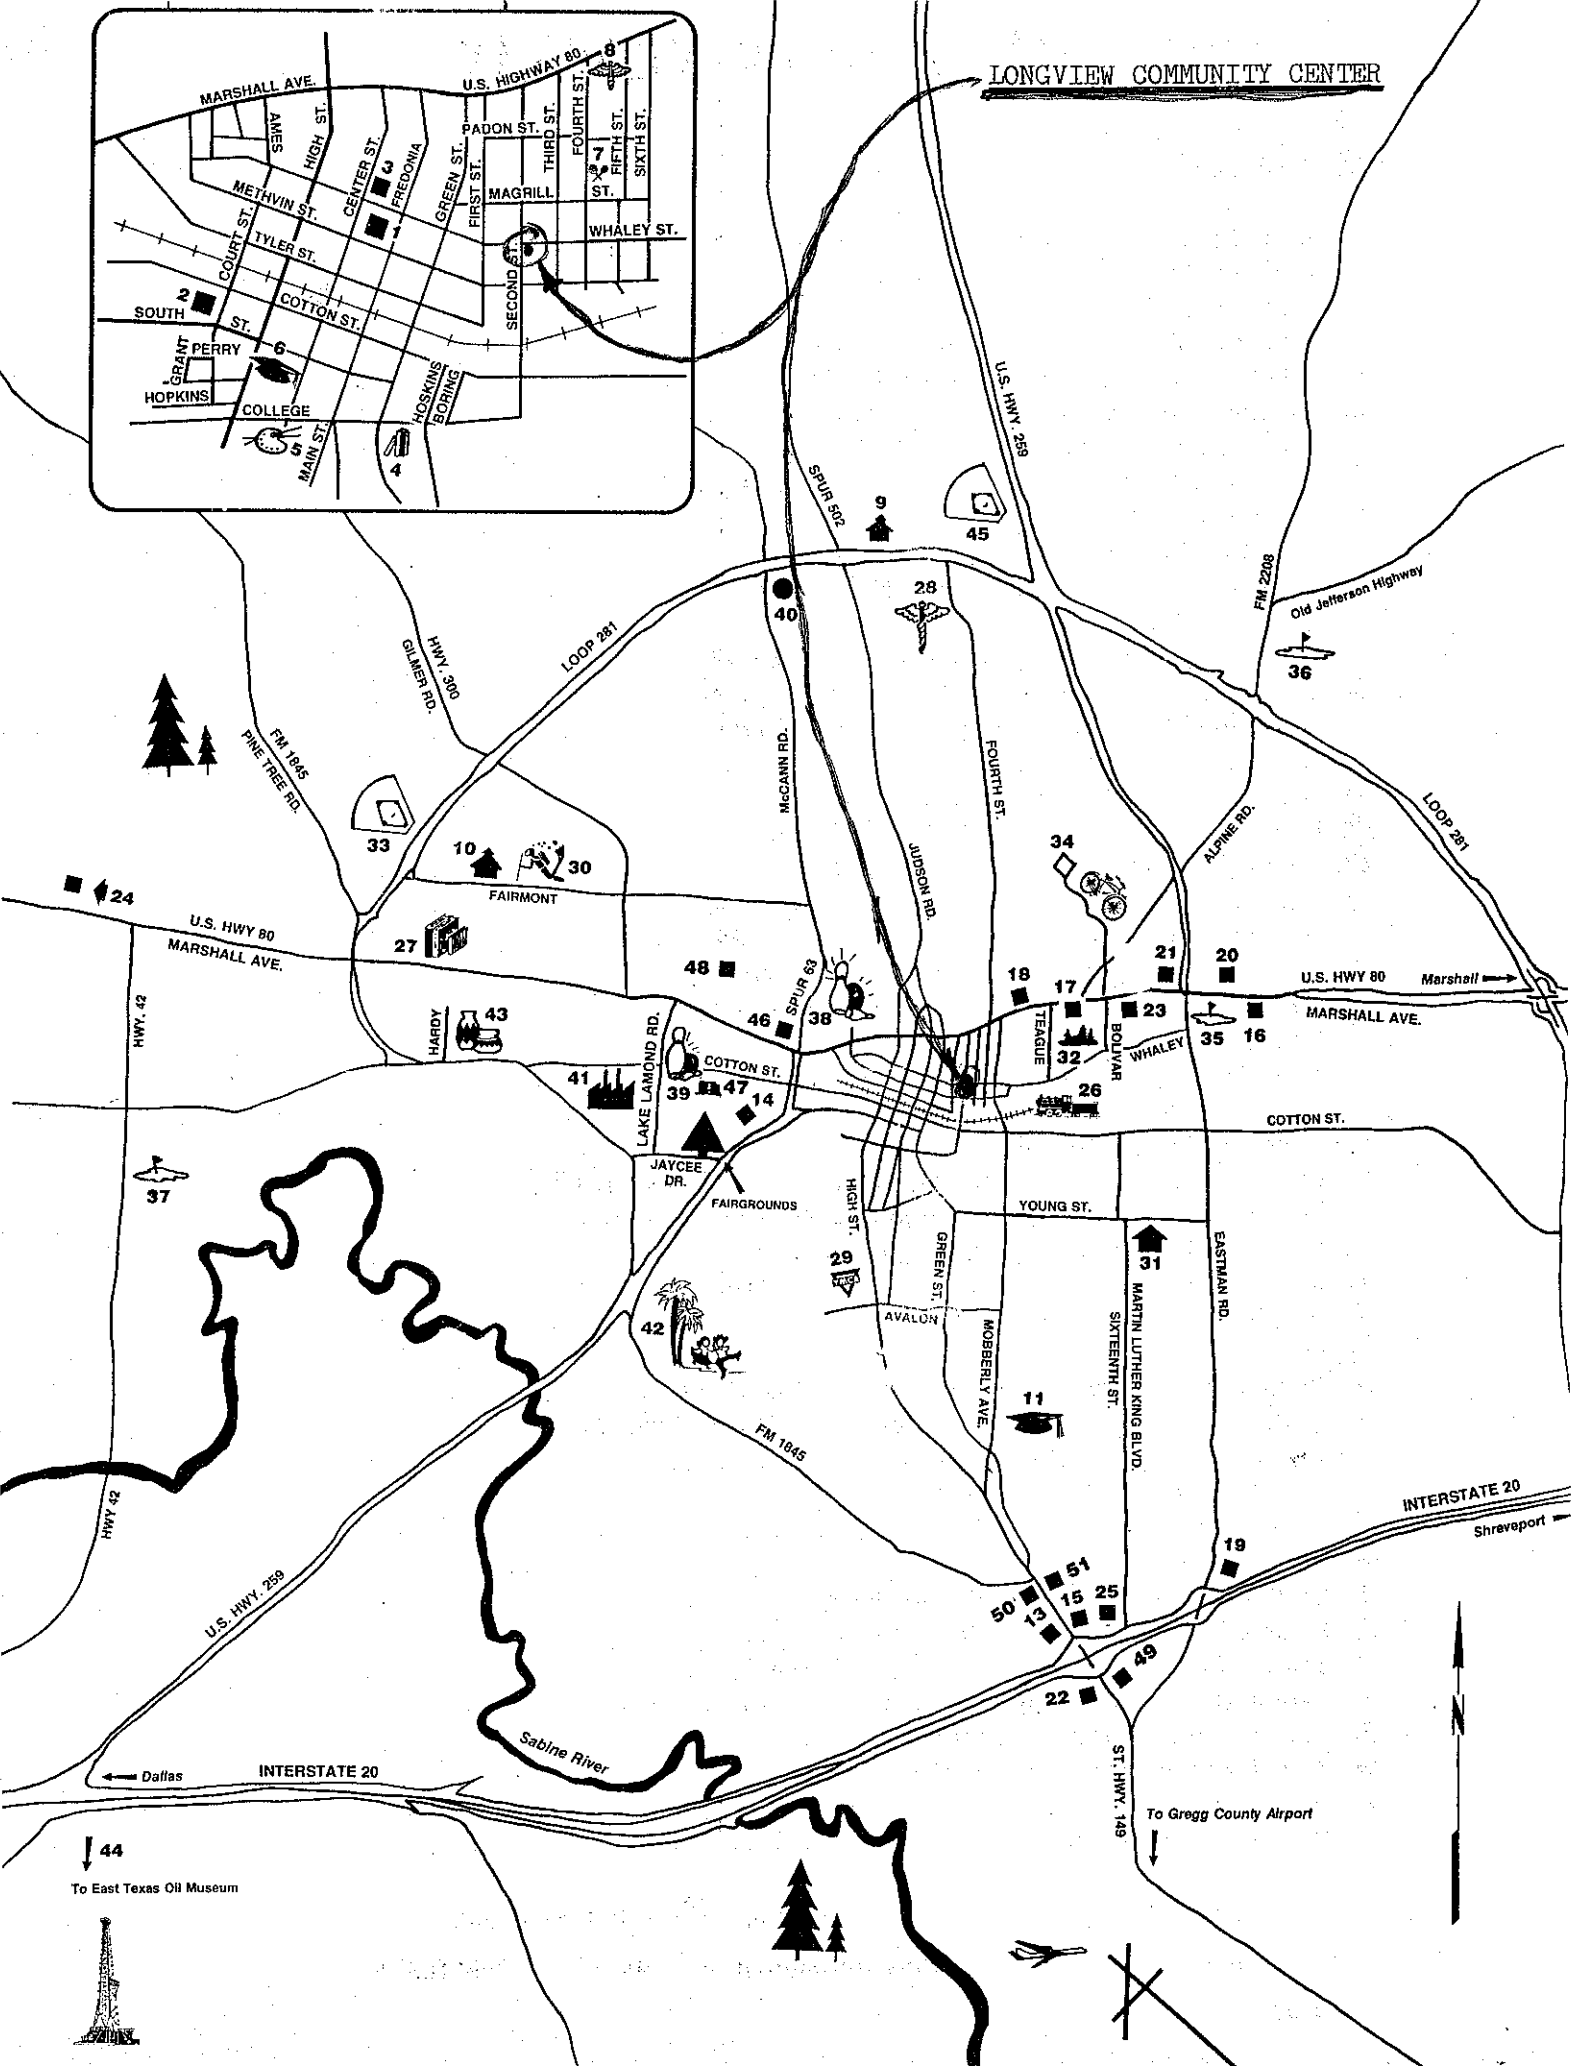 LONGVIEW COMMUNITY CENTER
MARSHALL AVE.
U.S. HIGHWAY 80
8
AMES
HIGH ST.
CENTER ST.
3
FREDONIA
GREEN ST.
FIRST ST.
PADON ST.
THIRD ST.
FOURTH ST.
7
FIFTH ST.
SIXTH ST.
MAGRILL ST.
METHVIN ST.
1
WHALEY ST.
COURT ST.
TYLER ST.
SECOND ST.
2
COTTON ST.
SOUTH ST.
GRANT
PERRY
6
HOPKINS
COLLEGE
HOSKINS
BORING
5
MAIN ST.
4
U.S. HWY. 259
SPUR 502
9
45
FM 2208
Old Jefferson Highway
28
40
36
LOOP 281
HWY. 300
GILMER RD.
FM 1845
PINE TREE RD.
McCANN RD.
FOURTH ST.
33
LOOP 281
ALPINE RD.
10
30
34
JUDSON RD.
FAIRMONT
24
U.S. HWY 80
MARSHALL AVE.
27
48
SPUR 63
38
18
17
21
20
U.S. HWY 80
Marshall
MARSHALL AVE.
HWY. 42
HARDY
43
46
23
35
16
TEAGUE
32
BOLIVAR
WHALEY
LAKE LAMOND RD.
COTTON ST.
41
39
47
14
26
COTTON ST.
37
JAYCEE
DR.
FAIRGROUNDS
HIGH ST.
YOUNG ST.
29
GREEN ST.
31
EASTMAN RD.
42
AVALON
MOBBERLY AVE.
SIXTEENTH ST.
MARTIN LUTHER KING BLVD.
11
FM 1845
HWY 42
INTERSTATE 20
Shreveport
19
U.S. HWY. 259
51
50
13
15
25
49
22
N
Sabine River
Dallas
INTERSTATE 20
ST. HWY. 149
To Gregg County Airport
44
To East Texas Oil Museum